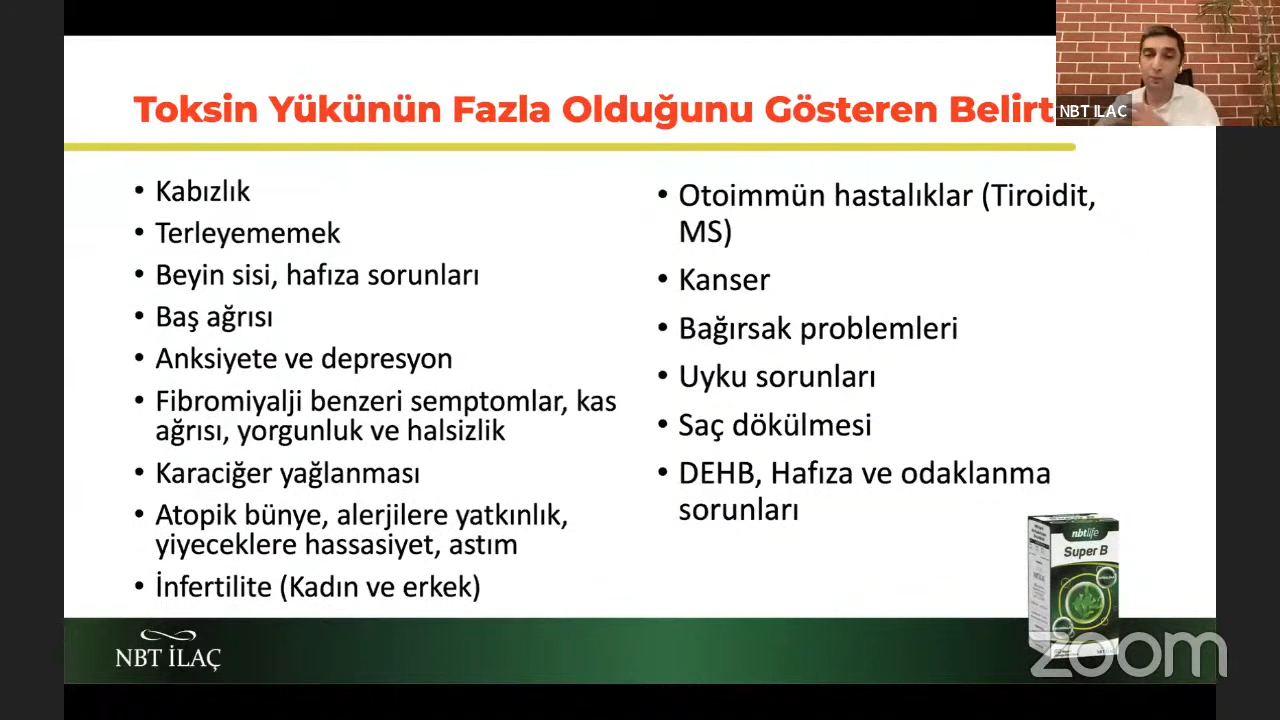 Toksin Yükünün Fazla Olduğunu Gösteren Belirt
NBT ILAC
• Kabızlık
• Terleyememek
• Beyin sisi, hafıza sorunları
• Baş ağrısı
• Anksiyete ve depresyon
• Fibromiyalji benzeri semptomlar, kas
ağrısı, yorgunluk ve halsizlik
• Karaciğer yağlanması
• Atopik bünye, alerjilere yatkınlık,
yiyeceklere hassasiyet, astım
• İnfertilite (Kadın ve erkek)
• Otoimmün hastalıklar (Tiroidit,
MS)
• Kanser
• Bağırsak problemleri
• Uyku sorunları
• Saç dökülmesi
• DEHB, Hafıza ve odaklanma
sorunları
nbtlife
Super B
NBT İLAÇ
zoom